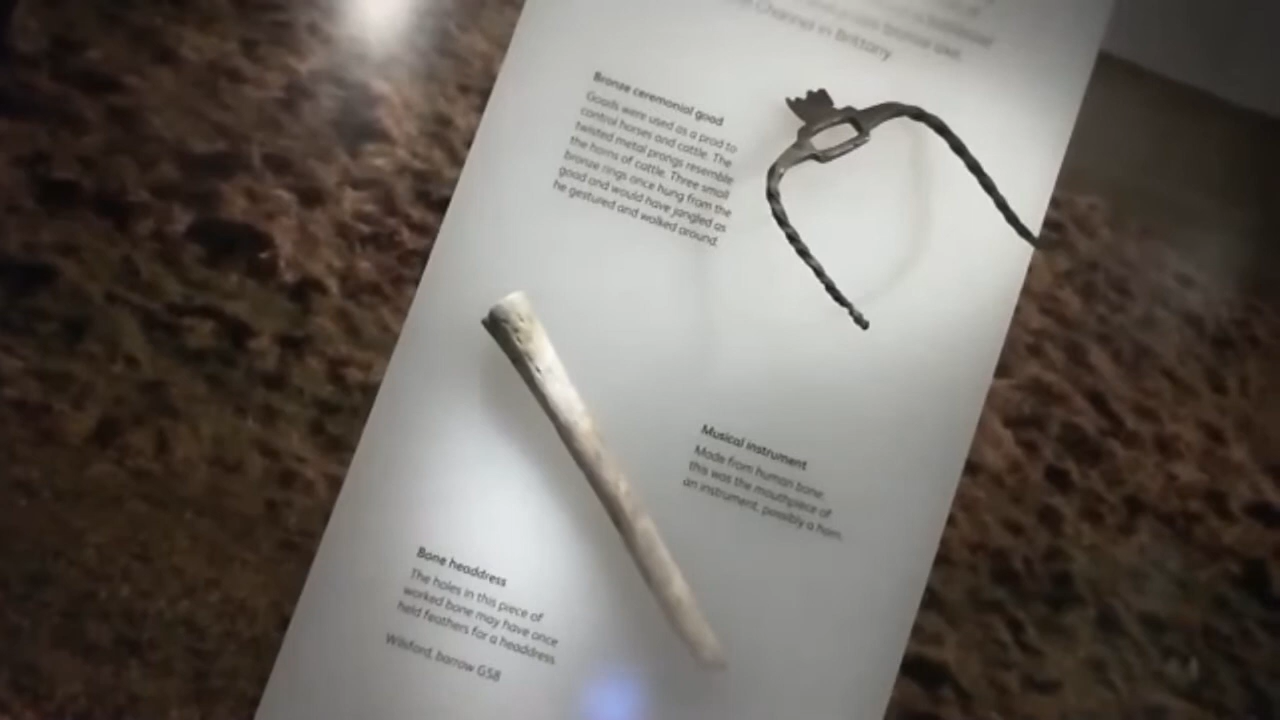 Channel in Brittany
Bronze ceremonial goad
Goads were used as a prod to
control horses and cattle. The
twisted metal prongs resemble
the horns of cattle. Three small
bronze rings once hung from the
goad and would have jangled as
he gestured and walked around.
Musical instrument
Made from human bone,
this was the mouthpiece of
an instrument, possibly a horn.
Bone headdress
The holes in this piece of
worked bone may have once
held feathers for a headdress.
Wilsford, barrow G58